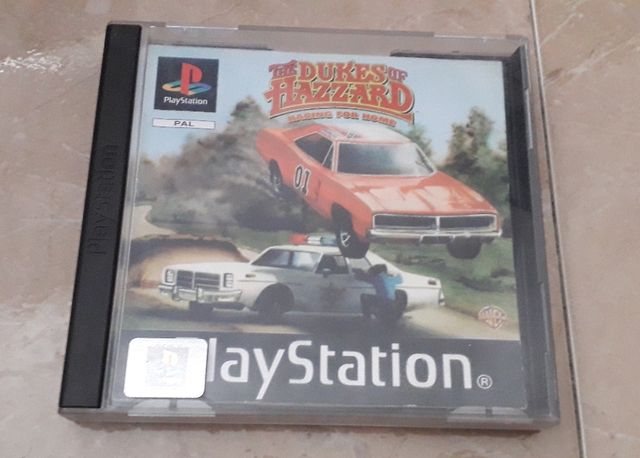 PlayStation
PAL
THE DUKES OF
HAZZARD
RACING FOR HOME
01
PlayStation
PlayStation®